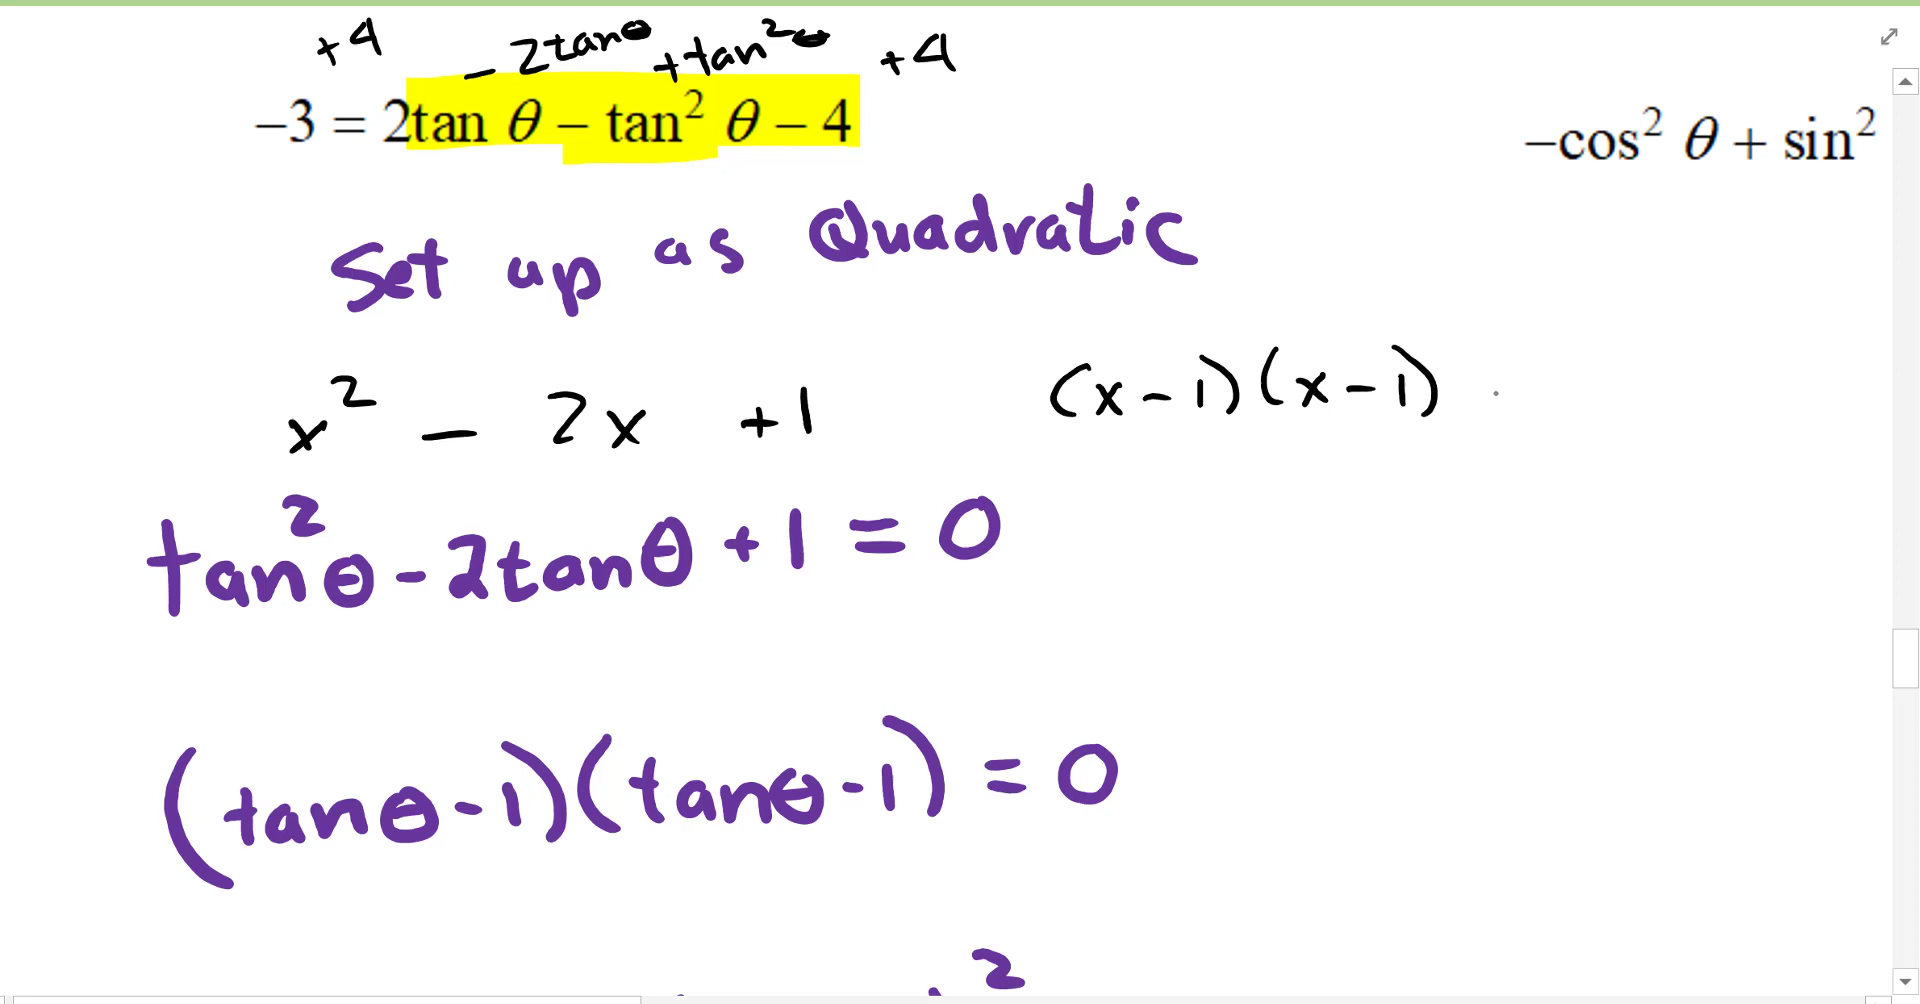 +4 - 2tanθ +tan²θ +4
-3 = 2tan θ - tan² θ - 4
-cos² θ + sin²
Set up as Quadratic
x² - 2x +1
(x-1)(x-1)
tan²θ - 2tanθ + 1 = 0
(tanθ - 1)(tanθ - 1) = 0
2